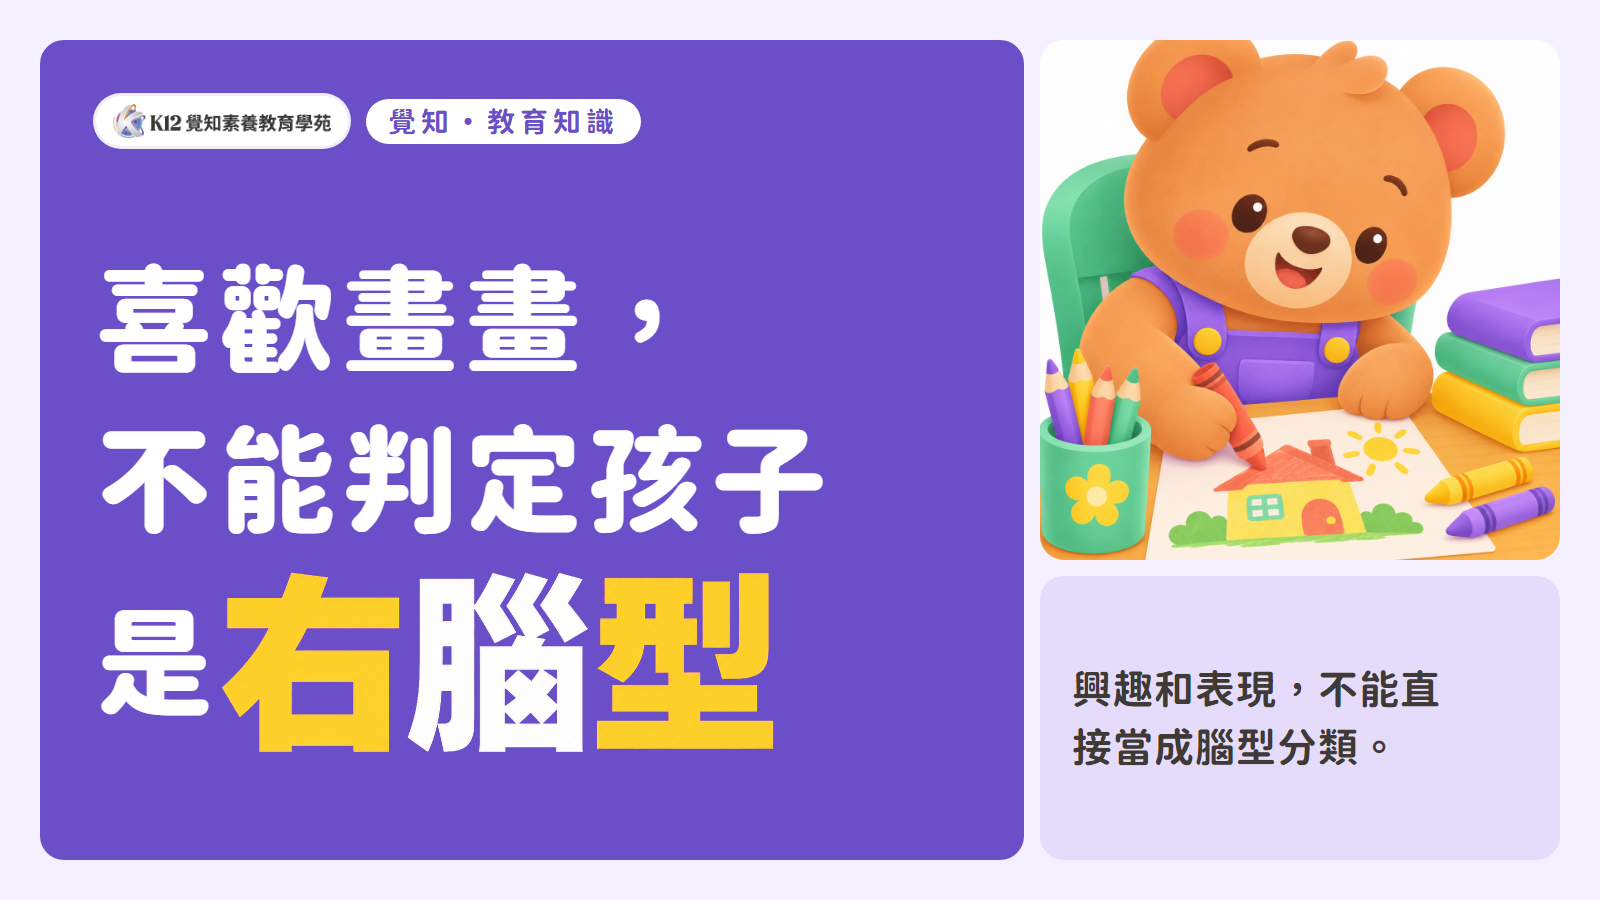 K12 覺知素養教育學苑
覺知・教育知識
喜歡畫畫，
不能判定孩子
是右腦型
興趣和表現，不能直
接當成腦型分類。